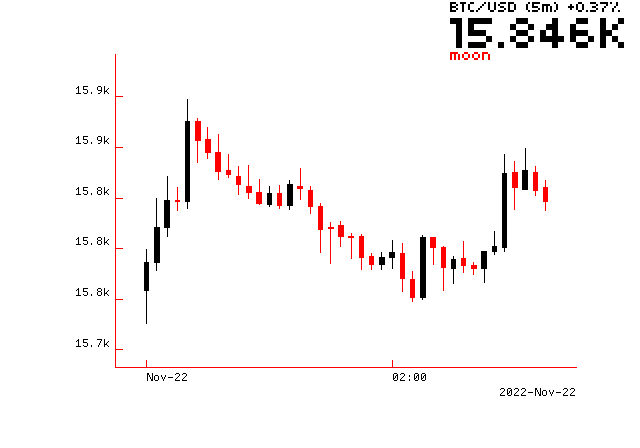 BTC/USD (5m) +0.37%
15.846K
moon
15.9k
15.9k
15.8k
15.8k
15.8k
15.7k
Nov-22 02:00
2022-Nov-22